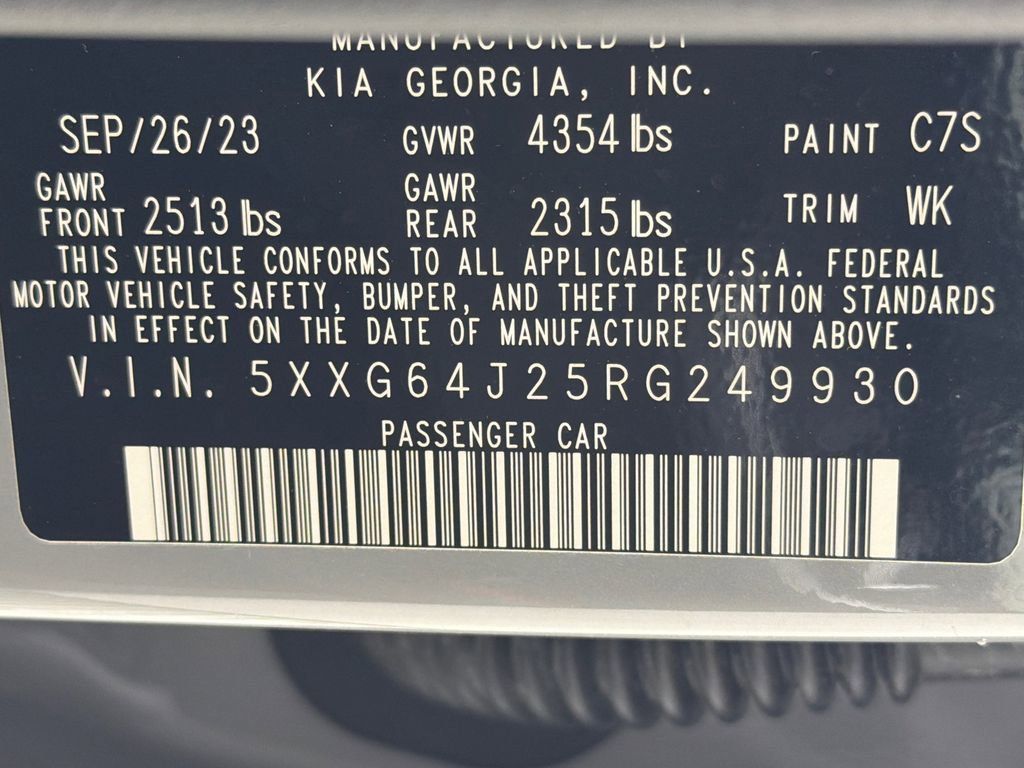 MANUFACTURED BY
KIA GEORGIA, INC.
SEP/26/23 GVWR 4354 lbs PAINT C7S
GAWR FRONT 2513 lbs GAWR REAR 2315 lbs TRIM WK
THIS VEHICLE CONFORMS TO ALL APPLICABLE U.S.A. FEDERAL
MOTOR VEHICLE SAFETY, BUMPER, AND THEFT PREVENTION STANDARDS
IN EFFECT ON THE DATE OF MANUFACTURE SHOWN ABOVE.
V.I.N. 5XXG64J25RG249930
PASSENGER CAR